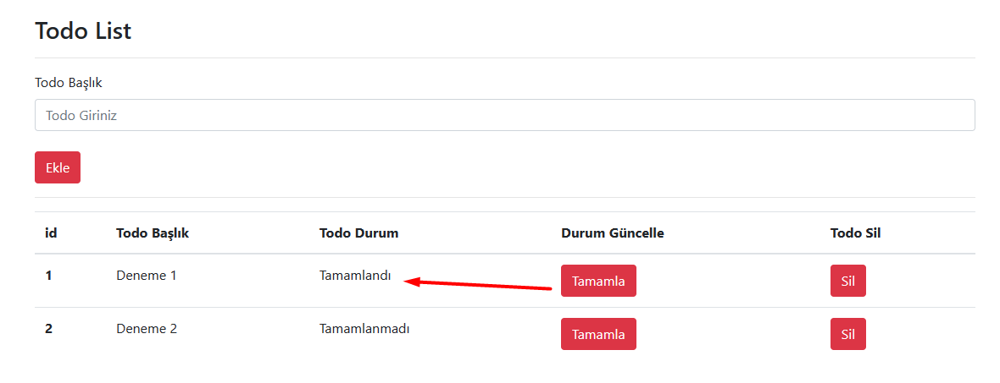 Todo List
Todo Başlık
Todo Giriniz
Ekle
id Todo Başlık Todo Durum Durum Güncelle Todo Sil
1 Deneme 1 Tamamlandı Tamamla Sil
2 Deneme 2 Tamamlanmadı Tamamla Sil